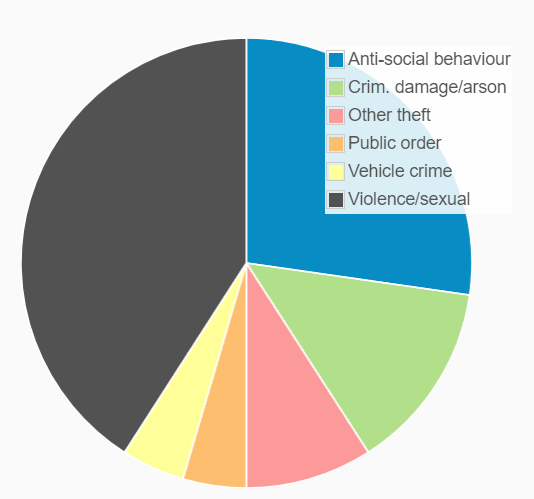 Anti-social behaviour
Crim. damage/arson
Other theft
Public order
Vehicle crime
Violence/sexual